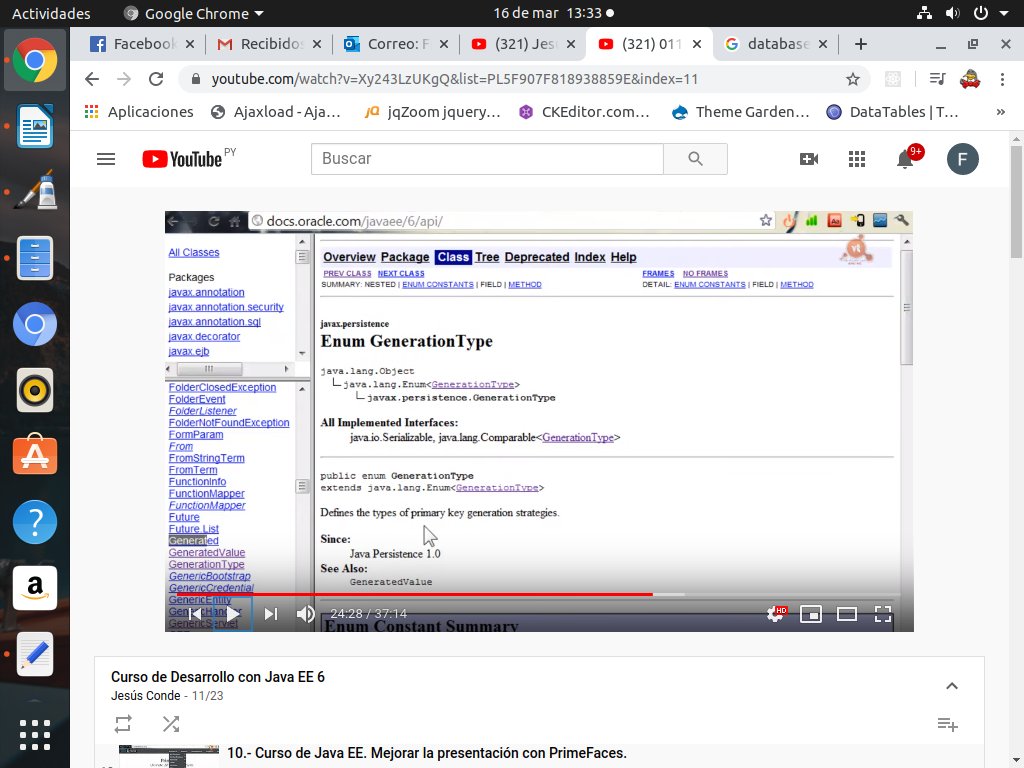 Actividades
Google Chrome
16 de mar 13:33
Facebook
Recibidos
Correo: F
(321) Jesú
(321) 011
database
youtube.com/watch?v=Xy243LzUKgQ&list=PL5F907F818938859E&index=11
Aplicaciones
Ajaxload - Aja...
jqZoom jquery...
CKEditor.com...
Theme Garden...
DataTables | T...
»
YouTube PY
Buscar
9+
F
docs.oracle.com/javaee/6/api/
All Classes
Packages
javax.annotation
javax.annotation.security
javax.annotation.sql
javax.decorator
javax.ejb
FolderClosedException
FolderEvent
FolderListener
FolderNotFoundException
FormParam
From
FromStringTerm
FromTerm
FunctionInfo
FunctionMapper
FunctionMapper
Future
Future List
Generated
GeneratedValue
GenerationType
GenericBootstrap
GenericCredential
GenericEntity
GenericHandler
GenericServlet
Overview Package Class Tree Deprecated Index Help
PREV CLASS NEXT CLASS
FRAMES NO FRAMES
SUMMARY: NESTED | ENUM CONSTANTS | FIELD | METHOD
DETAIL: ENUM CONSTANTS | FIELD | METHOD
javax.persistence
Enum GenerationType
java.lang.Object
java.lang.Enum<GenerationType>
javax.persistence.GenerationType
All Implemented Interfaces:
java.io.Serializable, java.lang.Comparable<GenerationType>
public enum GenerationType
extends java.lang.Enum<GenerationType>
Defines the types of primary key generation strategies.
Since:
Java Persistence 1.0
See Also:
GeneratedValue
Enum Constant Summary
24:28 / 37:14
HD
Curso de Desarrollo con Java EE 6
Jesús Conde - 11/23
10.- Curso de Java EE. Mejorar la presentación con PrimeFaces.